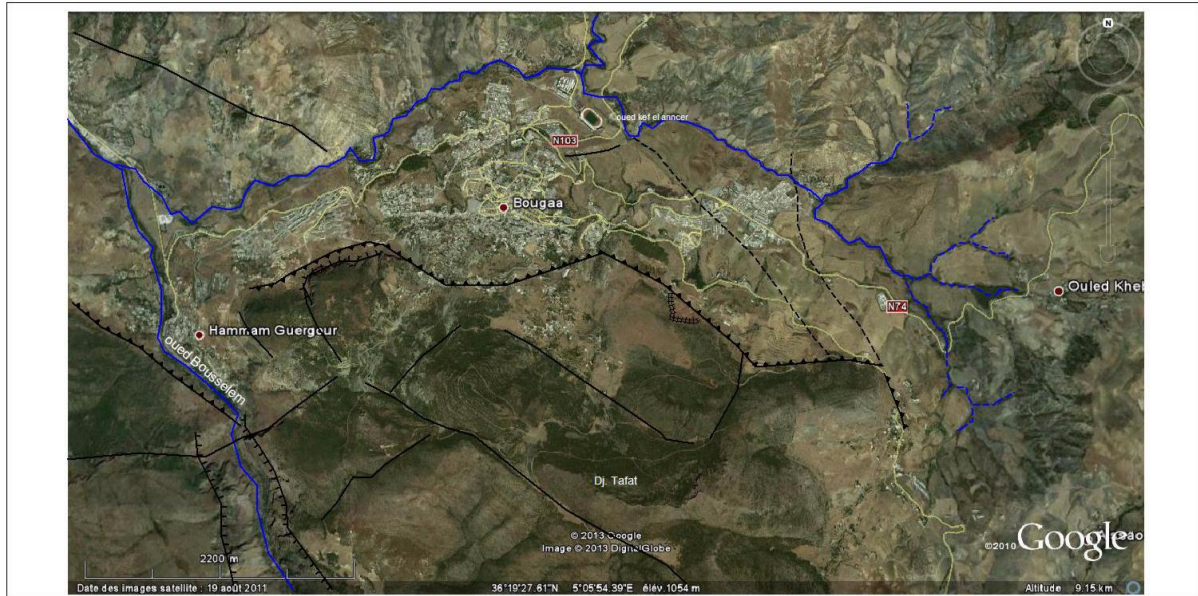 N
oued kef el anncer
N103
Bougaa
Ouled Kheb
N74
Hammam Guergour
oued Bousselem
Dj. Tafat
© 2013 Google
Image © 2013 DigitalGlobe
©2010 Google
2200 m
Date des images satellite : 19 août 2011 36°19'27.61"N 5°05'54.39"E élév. 1054 m Altitude 9.15 km